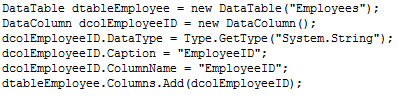 DataTable dtableEmployee = new DataTable("Employees");
DataColumn dcolEmployeeID = new DataColumn();
dcolEmployeeID.DataType = Type.GetType("System.String");
dcolEmployeeID.Caption = "EmployeeID";
dcolEmployeeID.ColumnName = "EmployeeID";
dtableEmployee.Columns.Add(dcolEmployeeID);